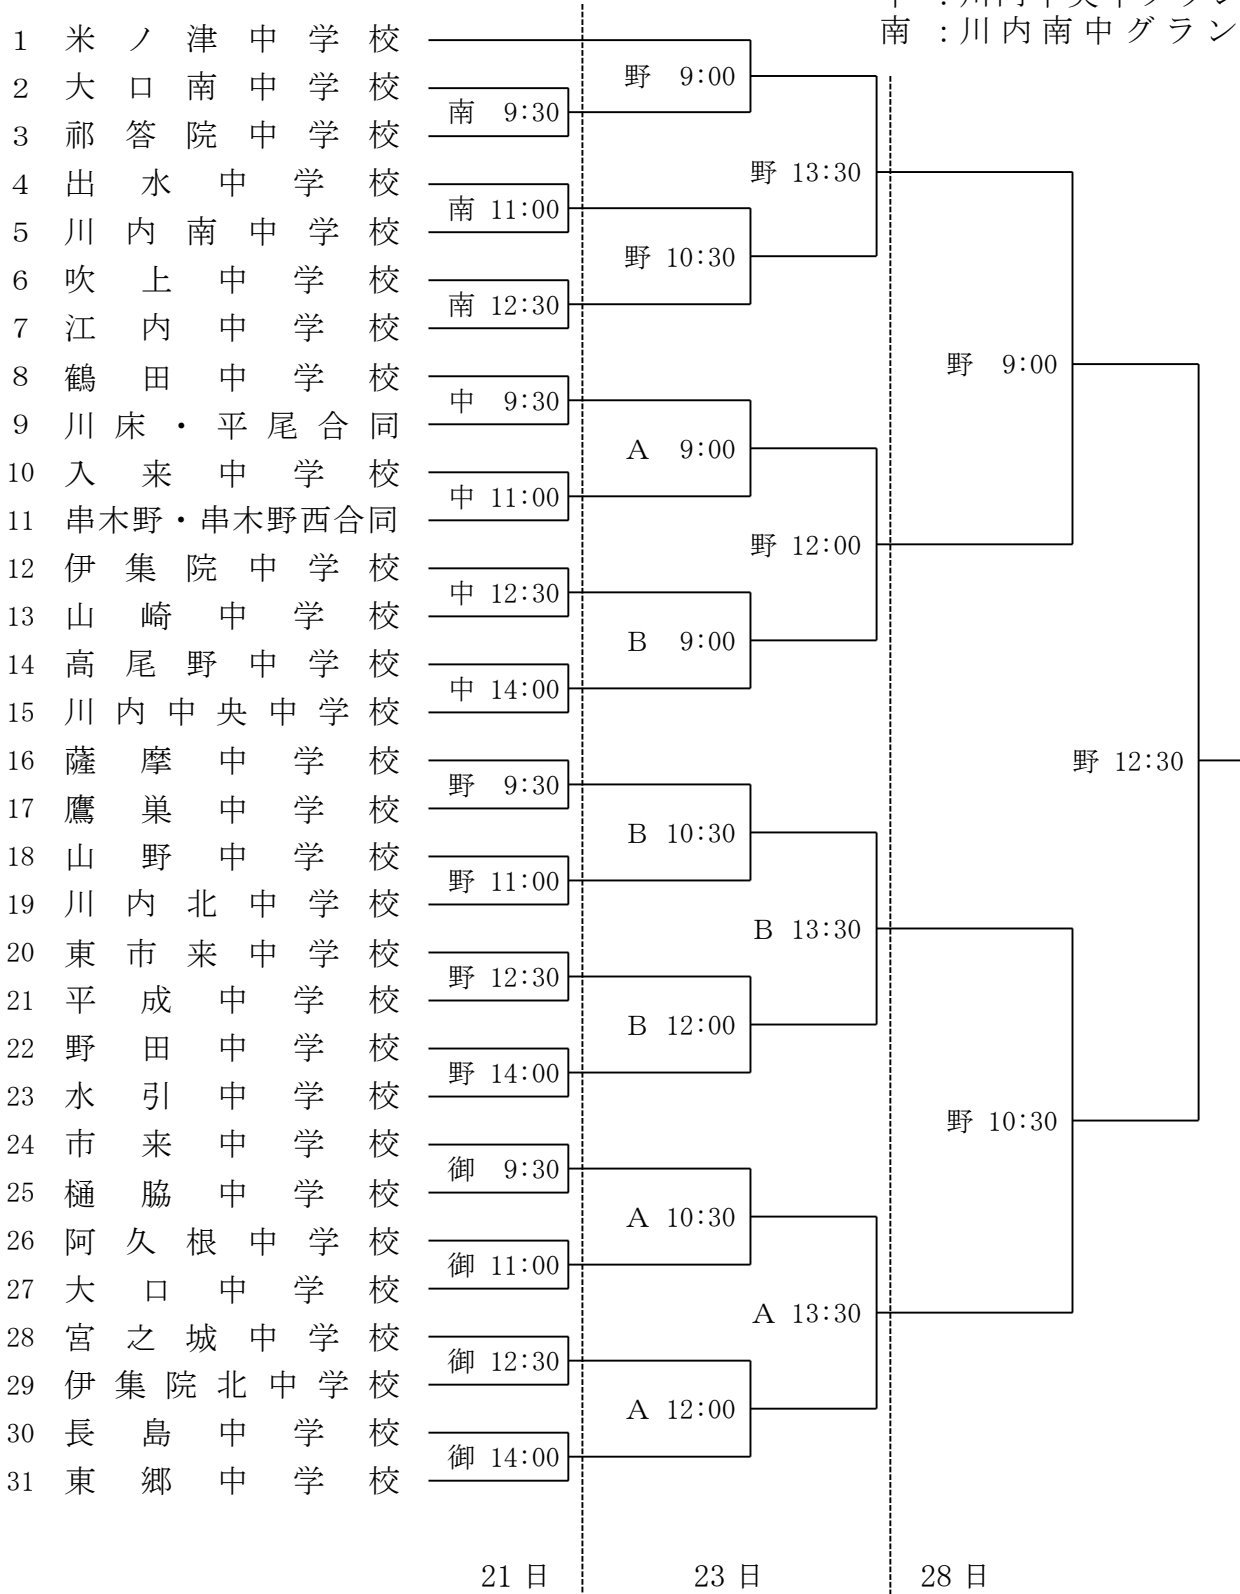 南 :川内南中グラン
1 米ノ津中学校
野 9:00
2 大口南中学校
南 9:30
3 祁答院中学校
野 13:30
4 出水中学校
南 11:00
5 川内南中学校
野 10:30
6 吹上中学校
南 12:30
7 江内中学校
野 9:00
8 鶴田中学校
中 9:30
9 川床・平尾合同
A 9:00
10 入来中学校
中 11:00
11 串木野・串木野西合同
野 12:00
12 伊集院中学校
中 12:30
13 山崎中学校
B 9:00
14 高尾野中学校
中 14:00
15 川内中央中学校
16 薩摩中学校
野 12:30
野 9:30
17 鷹巣中学校
B 10:30
18 山野中学校
野 11:00
19 川内北中学校
B 13:30
20 東市来中学校
野 12:30
21 平成中学校
B 12:00
22 野田中学校
野 14:00
23 水引中学校
野 10:30
24 市来中学校
御 9:30
25 樋脇中学校
A 10:30
26 阿久根中学校
御 11:00
27 大口中学校
A 13:30
28 宮之城中学校
御 12:30
29 伊集院北中学校
A 12:00
30 長島中学校
御 14:00
31 東郷中学校
21日 23日 28日